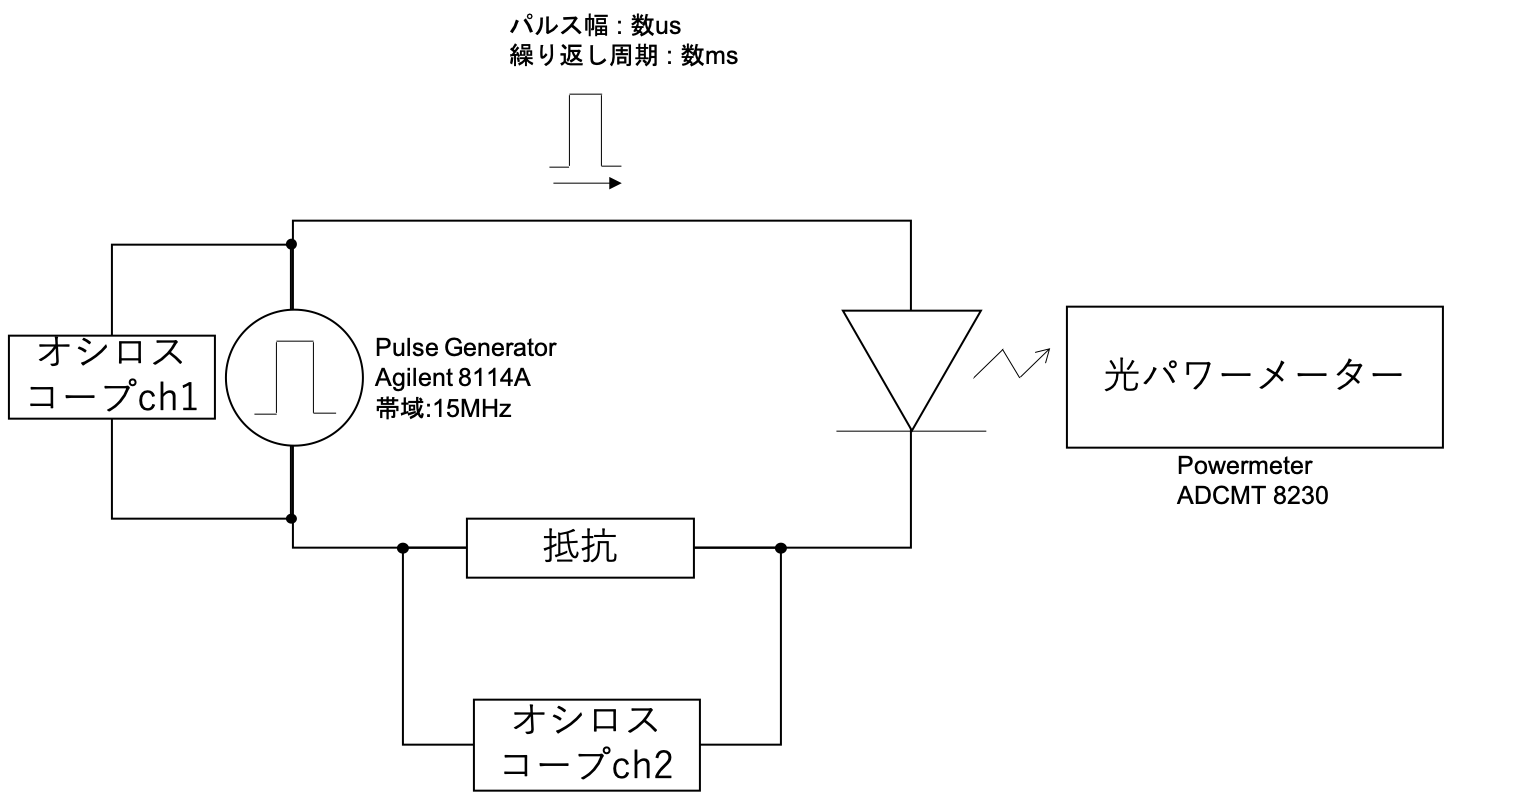 パルス幅 : 数us
繰り返し周期 : 数ms
オシロス
コープch1
Pulse Generator
Agilent 8114A
帯域:15MHz
光パワーメーター
Powermeter
ADCMT 8230
抵抗
オシロス
コープch2